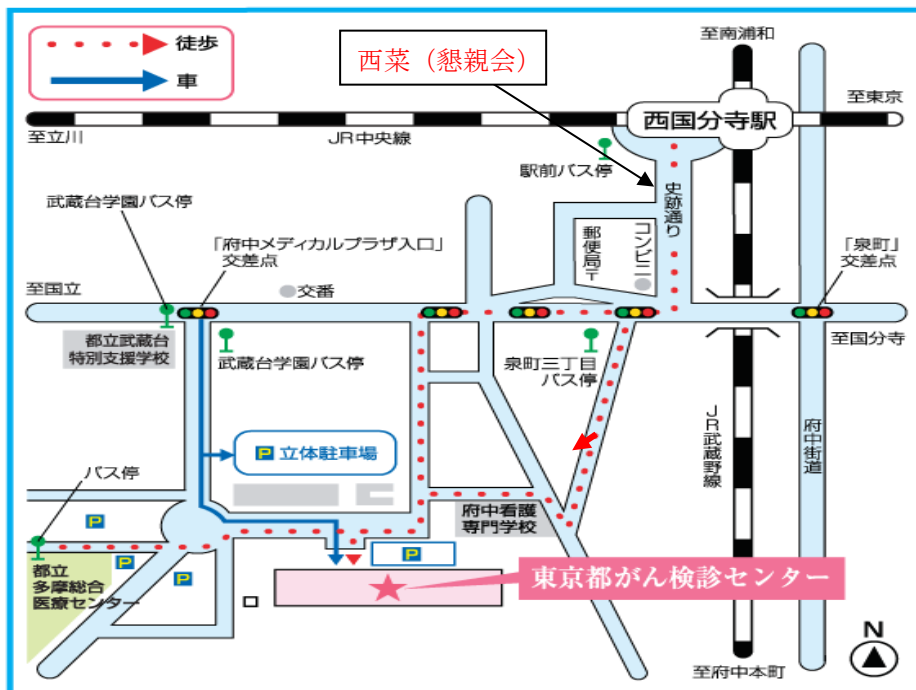 徒歩
車
西菜（懇親会）
至南浦和
至東京
西国分寺駅
至立川
JR中央線
駅前バス停
武蔵台学園バス停
史跡通り
「府中メディカルプラザ入口」
交差点
郵便局〒
コンビニ
「泉町」
交差点
至国立
交番
至国分寺
都立武蔵台
特別支援学校
武蔵台学園バス停
泉町三丁目
バス停
JR武蔵野線
府中街道
P 立体駐車場
バス停
P
府中看護
専門学校
P
P
P
都立
多摩総合
医療センター
東京都がん検診センター
N
至府中本町